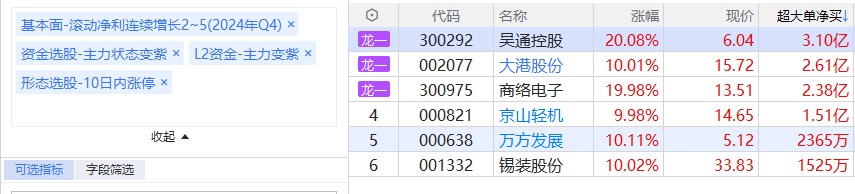 基本面-滚动净利连续增长2~5(2024年Q4) ×
资金选股-主力状态变紫 × L2资金-主力变紫 ×
形态选股-10日内涨停 ×
收起
可选指标 字段筛选
代码 名称 涨幅 现价 超大单净买↓
龙一 300292 吴通控股 20.08% 6.04 3.10亿
龙一 002077 大港股份 10.01% 15.72 2.61亿
龙一 300975 商络电子 19.98% 13.51 2.38亿
4 000821 京山轻机 9.98% 14.65 1.51亿
5 000638 万方发展 10.11% 5.12 2365万
6 001332 锡装股份 10.02% 33.83 1525万